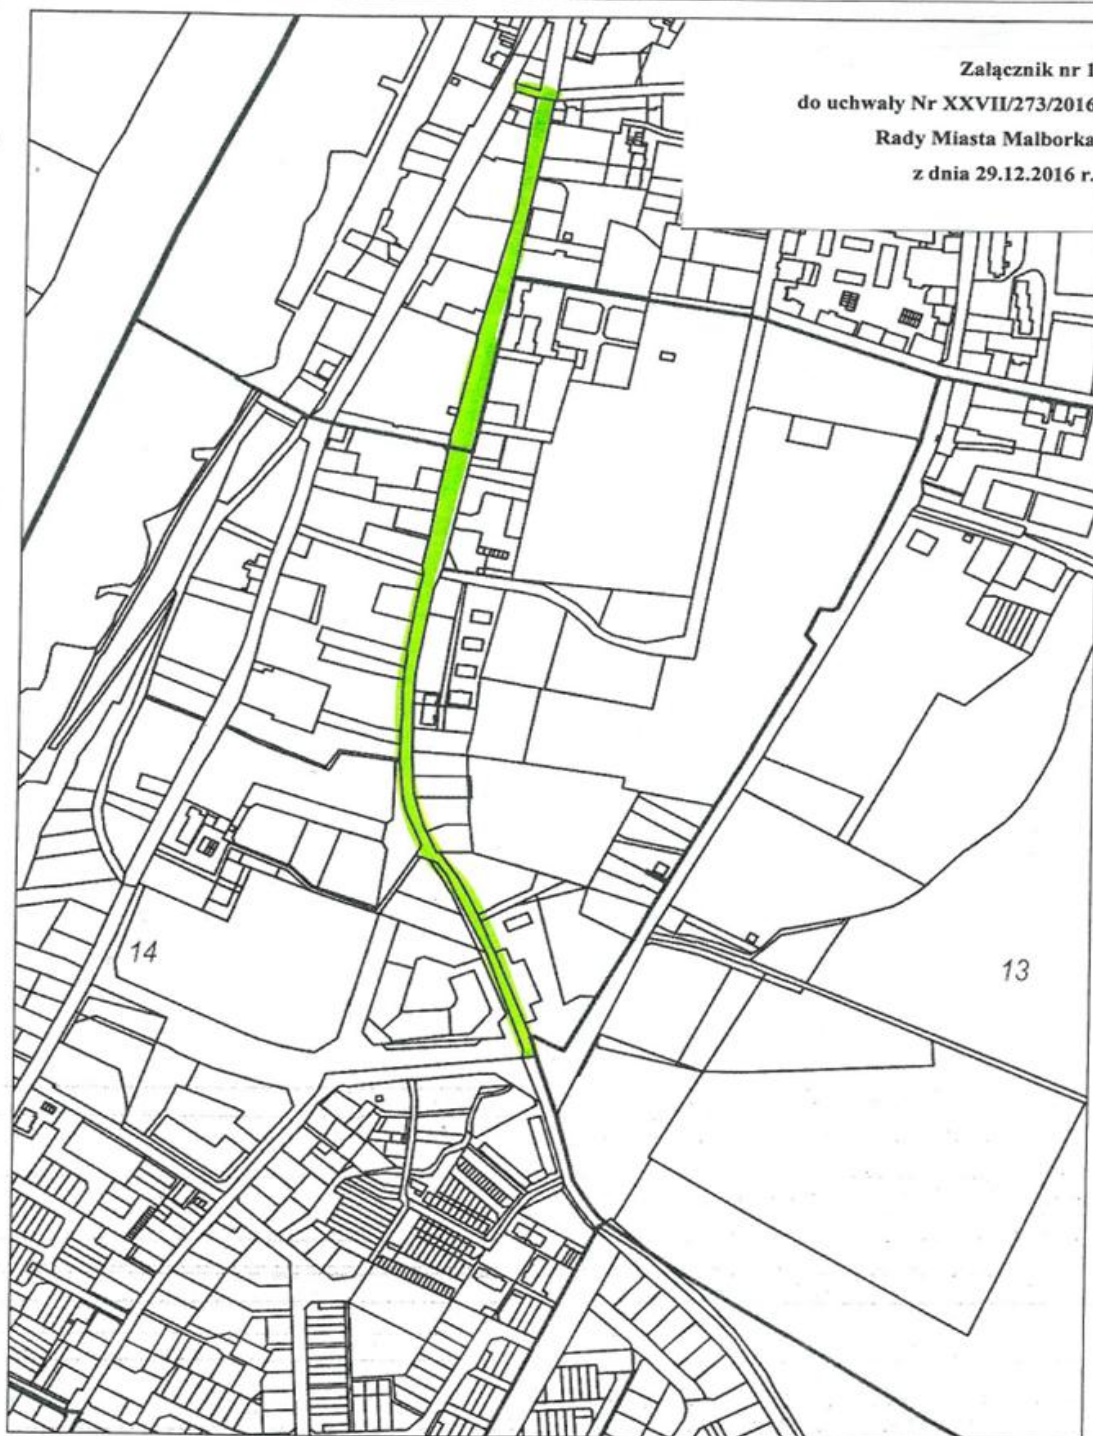 Załącznik nr 1
do uchwały Nr XXVII/273/2016
Rady Miasta Malborka
z dnia 29.12.2016 r.
14
13